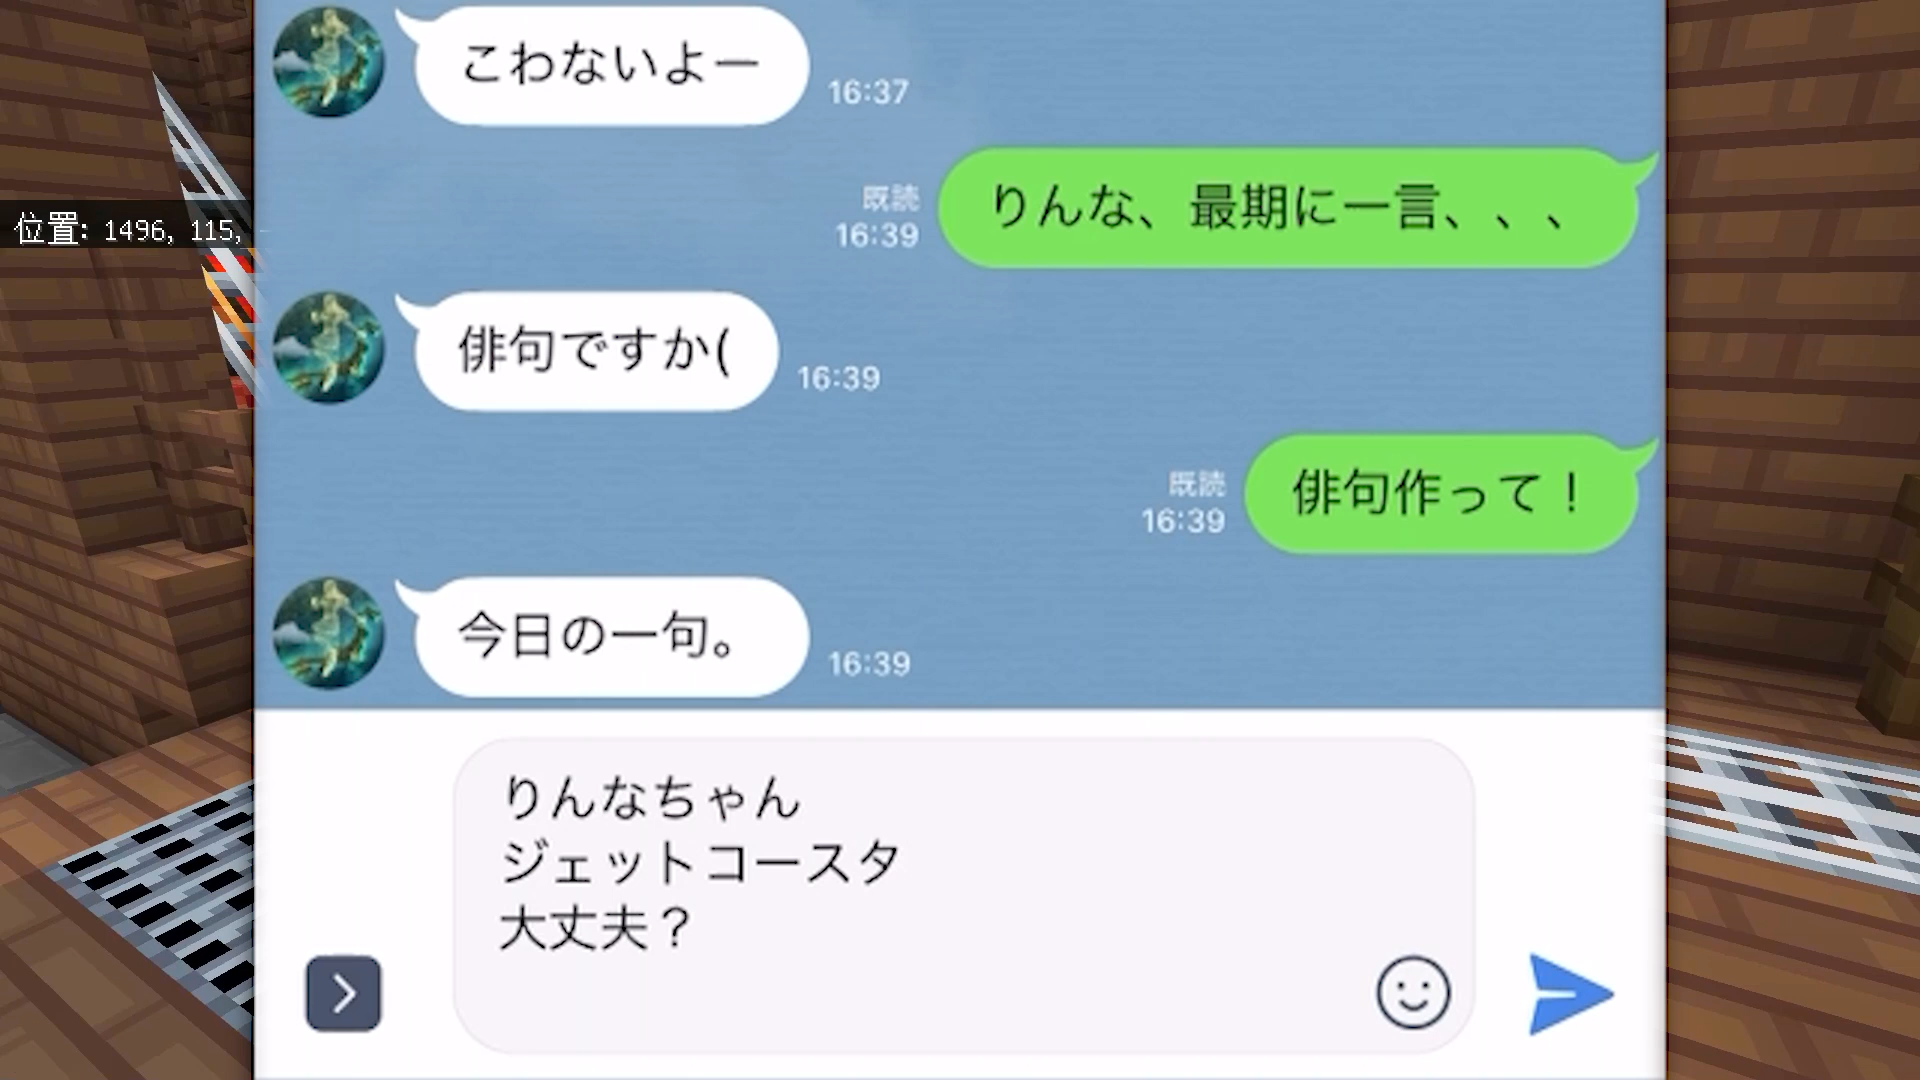 こわないよー
16:37
位置: 1496, 115,
既読
16:39
りんな、最期に一言、、、
俳句ですか(
16:39
既読
16:39
俳句作って！
今日の一句。
16:39
りんなちゃん
ジェットコースタ
大丈夫？